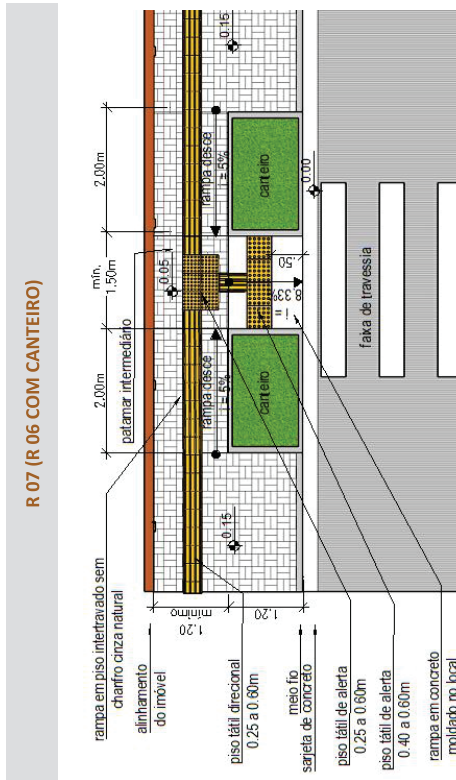 R 07 (R 06 COM CANTEIRO)
2.00m
mín.
1.50m
2.00m
patamar intermediário
0.15
0.05
0.15
rampa desce
i = 5%
rampa desce
i = 5%
canteiro
canteiro
.50
i = 8.33%
0.00
faixa de travessia
1.20
mínimo
1.20
rampa em piso intertravado sem
chanfro cinza natural
alinhamento
do imóvel
piso tátil direcional
0.25 a 0.60m
meio fio
sarjeta de concreto
piso tátil de alerta
0.25 a 0.60m
piso tátil de alerta
0.40 a 0.60m
rampa em concreto
moldado no local